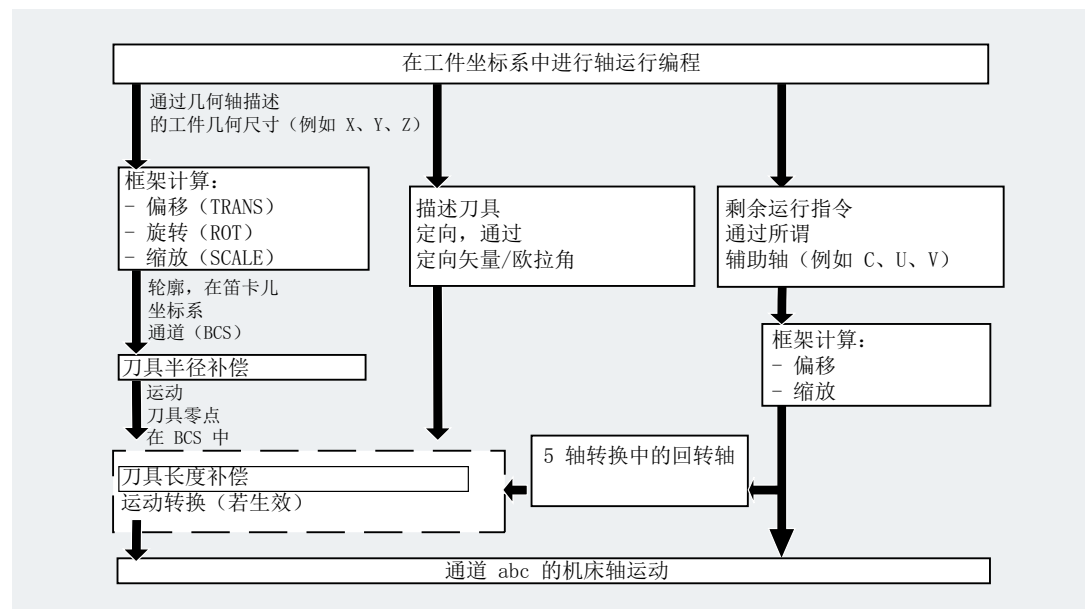 在工件坐标系中进行轴运行编程
通过几何轴描述
的工件几何尺寸（例如 X、Y、Z）
框架计算：
- 偏移（TRANS）
- 旋转（ROT）
- 缩放（SCALE）
描述刀具
定向，通过
定向矢量/欧拉角
剩余运行指令
通过所谓
辅助轴（例如 C、U、V）
轮廓，在笛卡儿
坐标系
通道（BCS）
框架计算：
- 偏移
- 缩放
刀具半径补偿
运动
刀具零点
在 BCS 中
5 轴转换中的回转轴
刀具长度补偿
运动转换（若生效）
通道 abc 的机床轴运动